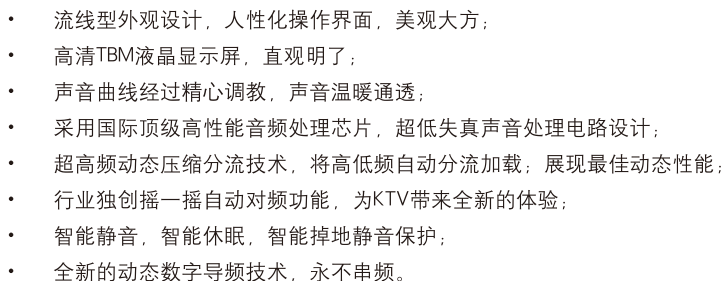 • 流线型外观设计，人性化操作界面，美观大方；
• 高清TBM液晶显示屏，直观明了；
• 声音曲线经过精心调教，声音温暖通透；
• 采用国际顶级高性能音频处理芯片，超低失真声音处理电路设计；
• 超高频动态压缩分流技术，将高低频自动分流加载；展现最佳动态性能；
• 行业独创摇一摇自动对频功能，为KTV带来全新的体验；
• 智能静音，智能休眠，智能掉地静音保护；
• 全新的动态数字导频技术，永不串频。